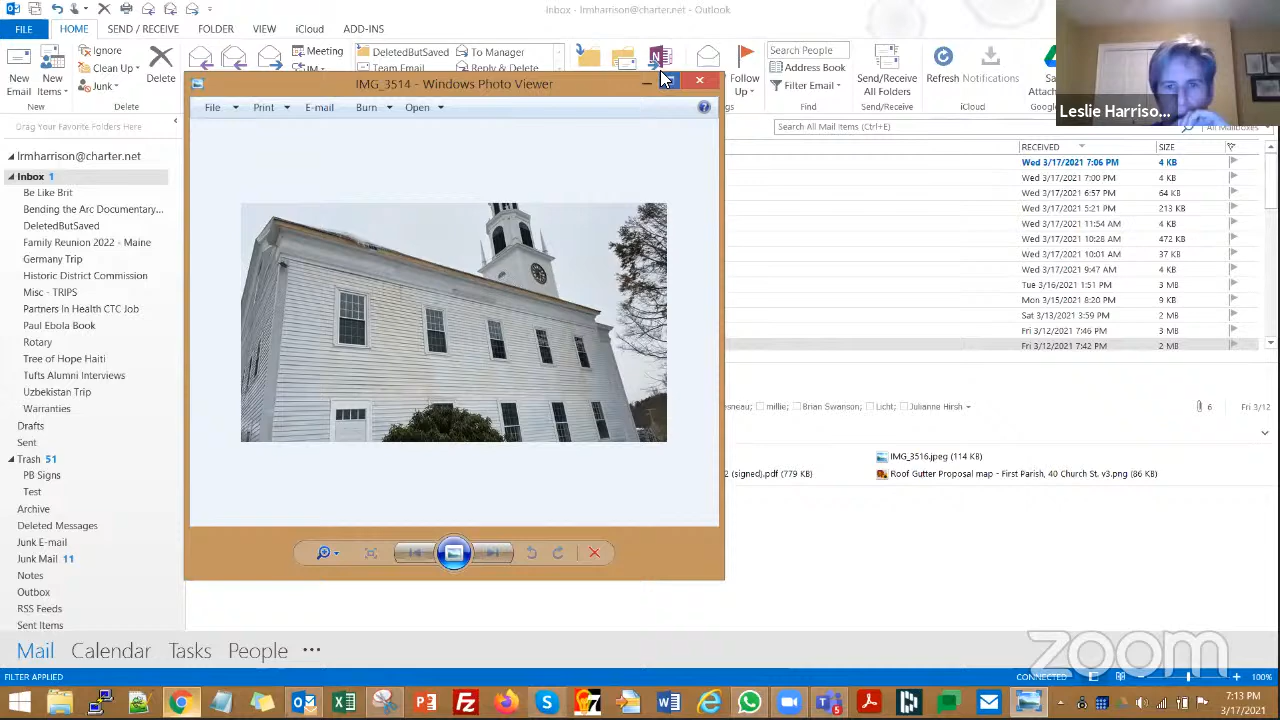 Inbox - lrmharrison@charter.net - Outlook
FILE HOME SEND / RECEIVE FOLDER VIEW iCloud ADD-INS
Ignore
Clean Up
Junk
Delete
New Email
New Items
Meeting
IM
DeletedButSaved
Team Email
To Manager
Reply & Delete
Follow Up
Search People
Address Book
Filter Email
Send/Receive All Folders
Refresh
Notifications
New Delete Find iCloud
Leslie Harriso...
IMG_3514 - Windows Photo Viewer
File Print E-mail Burn Open
Drag Your Favorite Folders Here
Search All Mail Items (Ctrl+E) All Mailboxes
lrmharrison@charter.net
Inbox 1
Be Like Brit
Bending the Arc Documentary...
DeletedButSaved
Family Reunion 2022 - Maine
Germany Trip
Historic District Commission
Misc - TRIPS
Partners In Health CTC Job
Paul Ebola Book
Rotary
Tree of Hope Haiti
Tufts Alumni Interviews
Uzbekistan Trip
Warranties
Drafts
Sent
Trash 51
PB Signs
Test
Archive
Deleted Messages
Junk E-mail
Junk Mail 11
Notes
Outbox
RSS Feeds
Sent Items
RECEIVED SIZE
Wed 3/17/2021 7:06 PM 4 KB
Wed 3/17/2021 7:00 PM 4 KB
Wed 3/17/2021 6:57 PM 64 KB
Wed 3/17/2021 5:21 PM 213 KB
Wed 3/17/2021 11:54 AM 4 KB
Wed 3/17/2021 10:28 AM 472 KB
Wed 3/17/2021 10:01 AM 37 KB
Wed 3/17/2021 9:47 AM 4 KB
Tue 3/16/2021 1:51 PM 3 MB
Mon 3/15/2021 8:20 PM 9 KB
Sat 3/13/2021 3:59 PM 2 MB
Fri 3/12/2021 7:46 PM 3 MB
Fri 3/12/2021 7:42 PM 2 MB
millie; Brian Swanson; Licht; Julianne Hirsh 6 Fri 3/12
IMG_3516.jpeg (114 KB)
(signed).pdf (779 KB) Roof Gutter Proposal map - First Parish, 40 Church St. v3.png (86 KB)
Mail Calendar Tasks People ...
zoom
FILTER APPLIED CONNECTED 100%
7:13 PM
3/17/2021